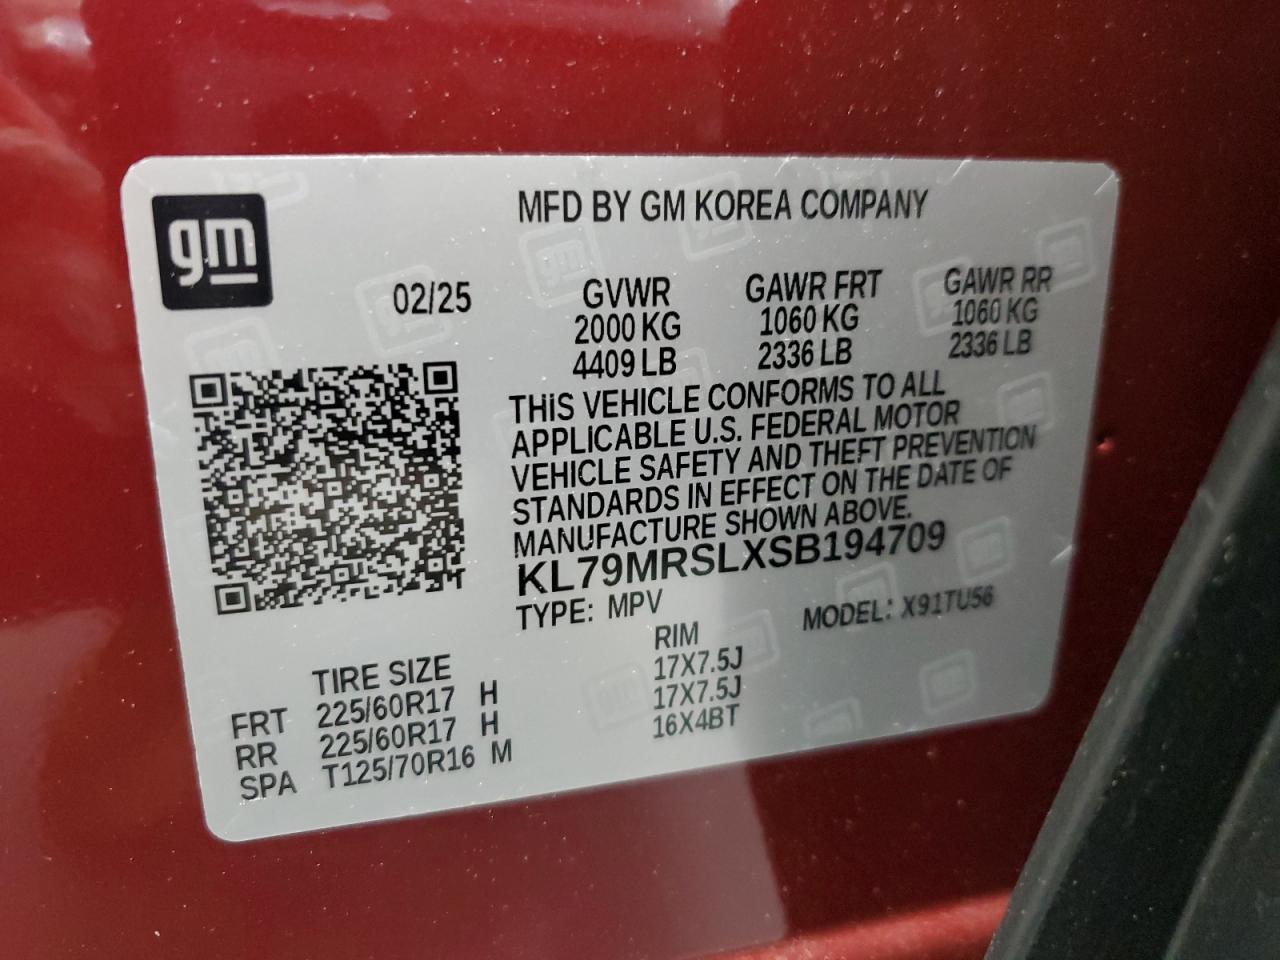 gm
MFD BY GM KOREA COMPANY
02/25
GVWR GAWR FRT GAWR RR
2000 KG 1060 KG 1060 KG
4409 LB 2336 LB 2336 LB
THiS VEHICLE CONFORMS TO ALL
APPLICABLE U.S. FEDERAL MOTOR
VEHICLE SAFETY AND THEFT PREVENTION
STANDARDS IN EFFECT ON THE DATE OF
MANUFACTURE SHOWN ABOVE.
KL79MRSLXSB194709
TYPE: MPV MODEL: X91TU56
TIRE SIZE RIM
FRT 225/60R17 H 17X7.5J
RR 225/60R17 H 17X7.5J
SPA T125/70R16 M 16X4BT